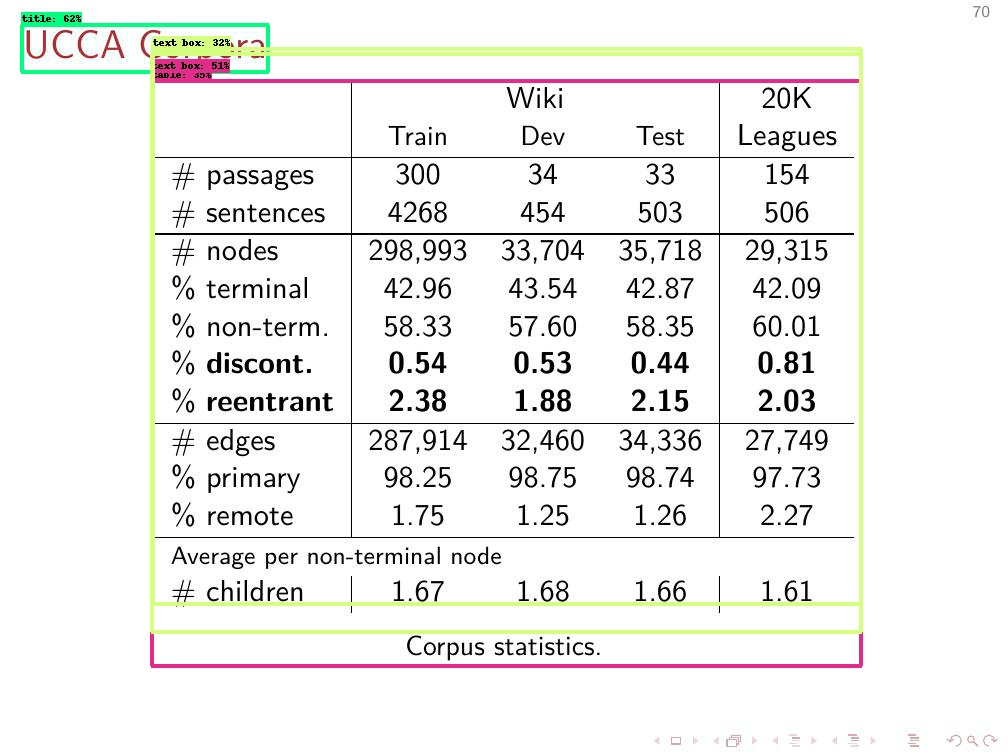 70
title: 62%
UCCA Corpora
text box: 32%
text box: 51%
table: 35%
Wiki 20K
Train Dev Test Leagues
# passages 300 34 33 154
# sentences 4268 454 503 506
# nodes 298,993 33,704 35,718 29,315
% terminal 42.96 43.54 42.87 42.09
% non-term. 58.33 57.60 58.35 60.01
% discont. 0.54 0.53 0.44 0.81
% reentrant 2.38 1.88 2.15 2.03
# edges 287,914 32,460 34,336 27,749
% primary 98.25 98.75 98.74 97.73
% remote 1.75 1.25 1.26 2.27
Average per non-terminal node
# children 1.67 1.68 1.66 1.61
Corpus statistics.